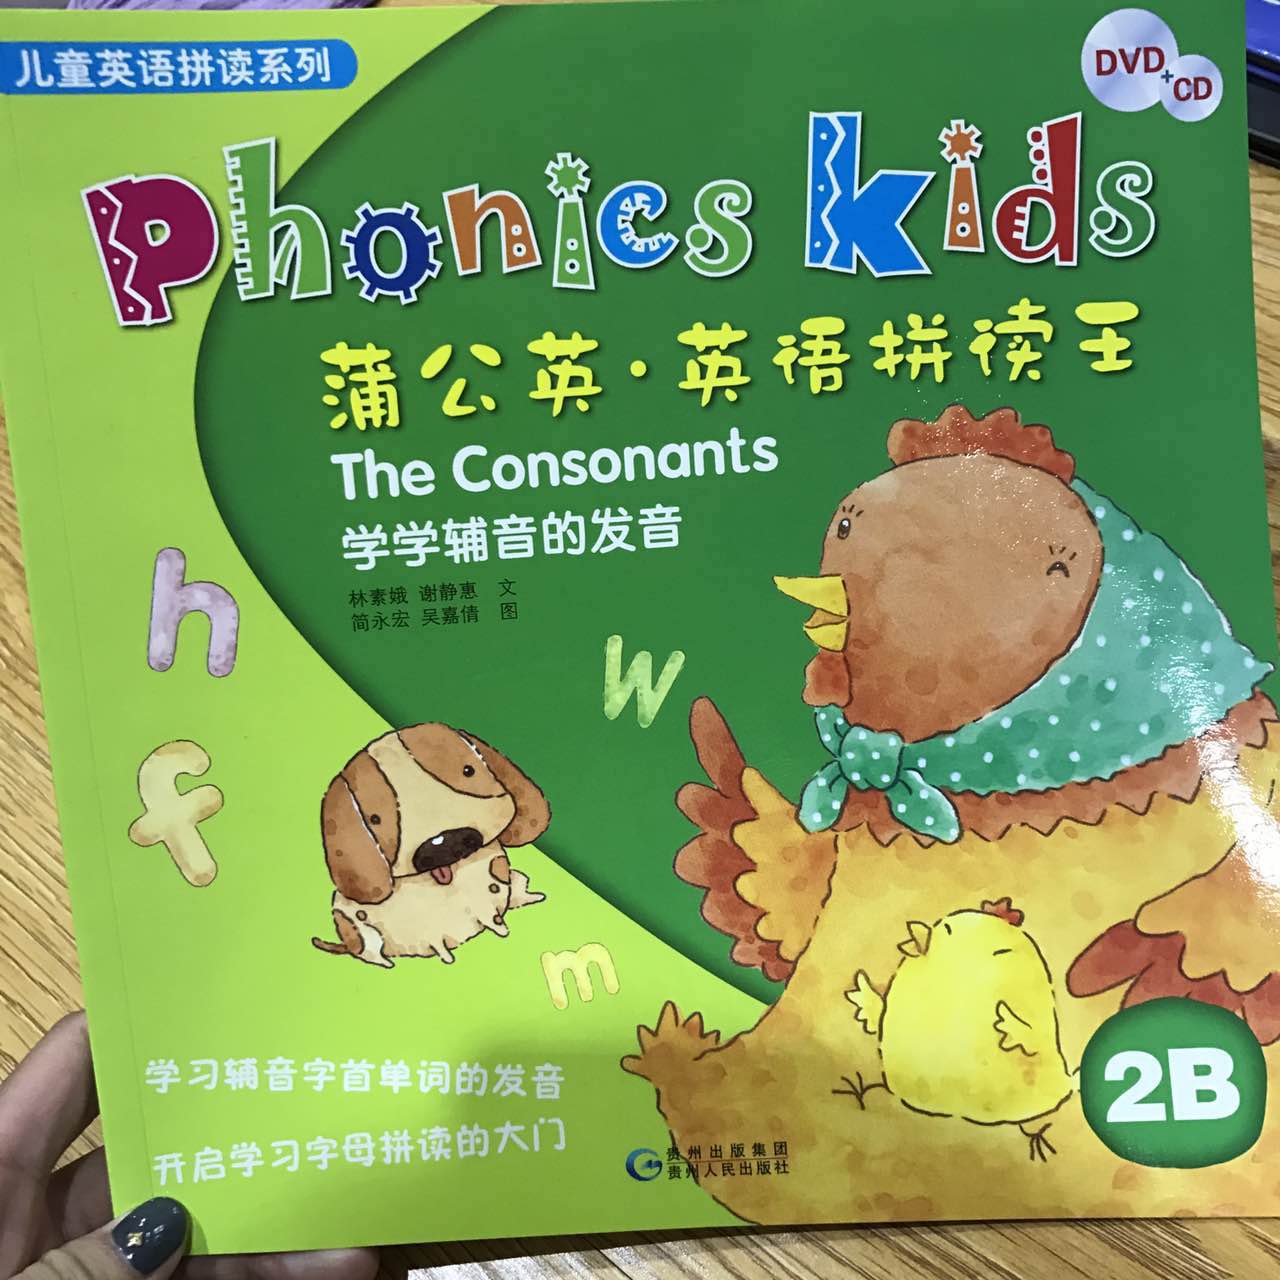 儿童英语拼读系列
DVD
+
CD
Phonics kids
蒲公英·英语拼读王
The Consonants
学学辅音的发音
林素娥 谢静惠 文
简永宏 吴嘉倩 图
h
w
f
m
学习辅音字首单词的发音
开启学习字母拼读的大门
贵州出版集团
贵州人民出版社
2B